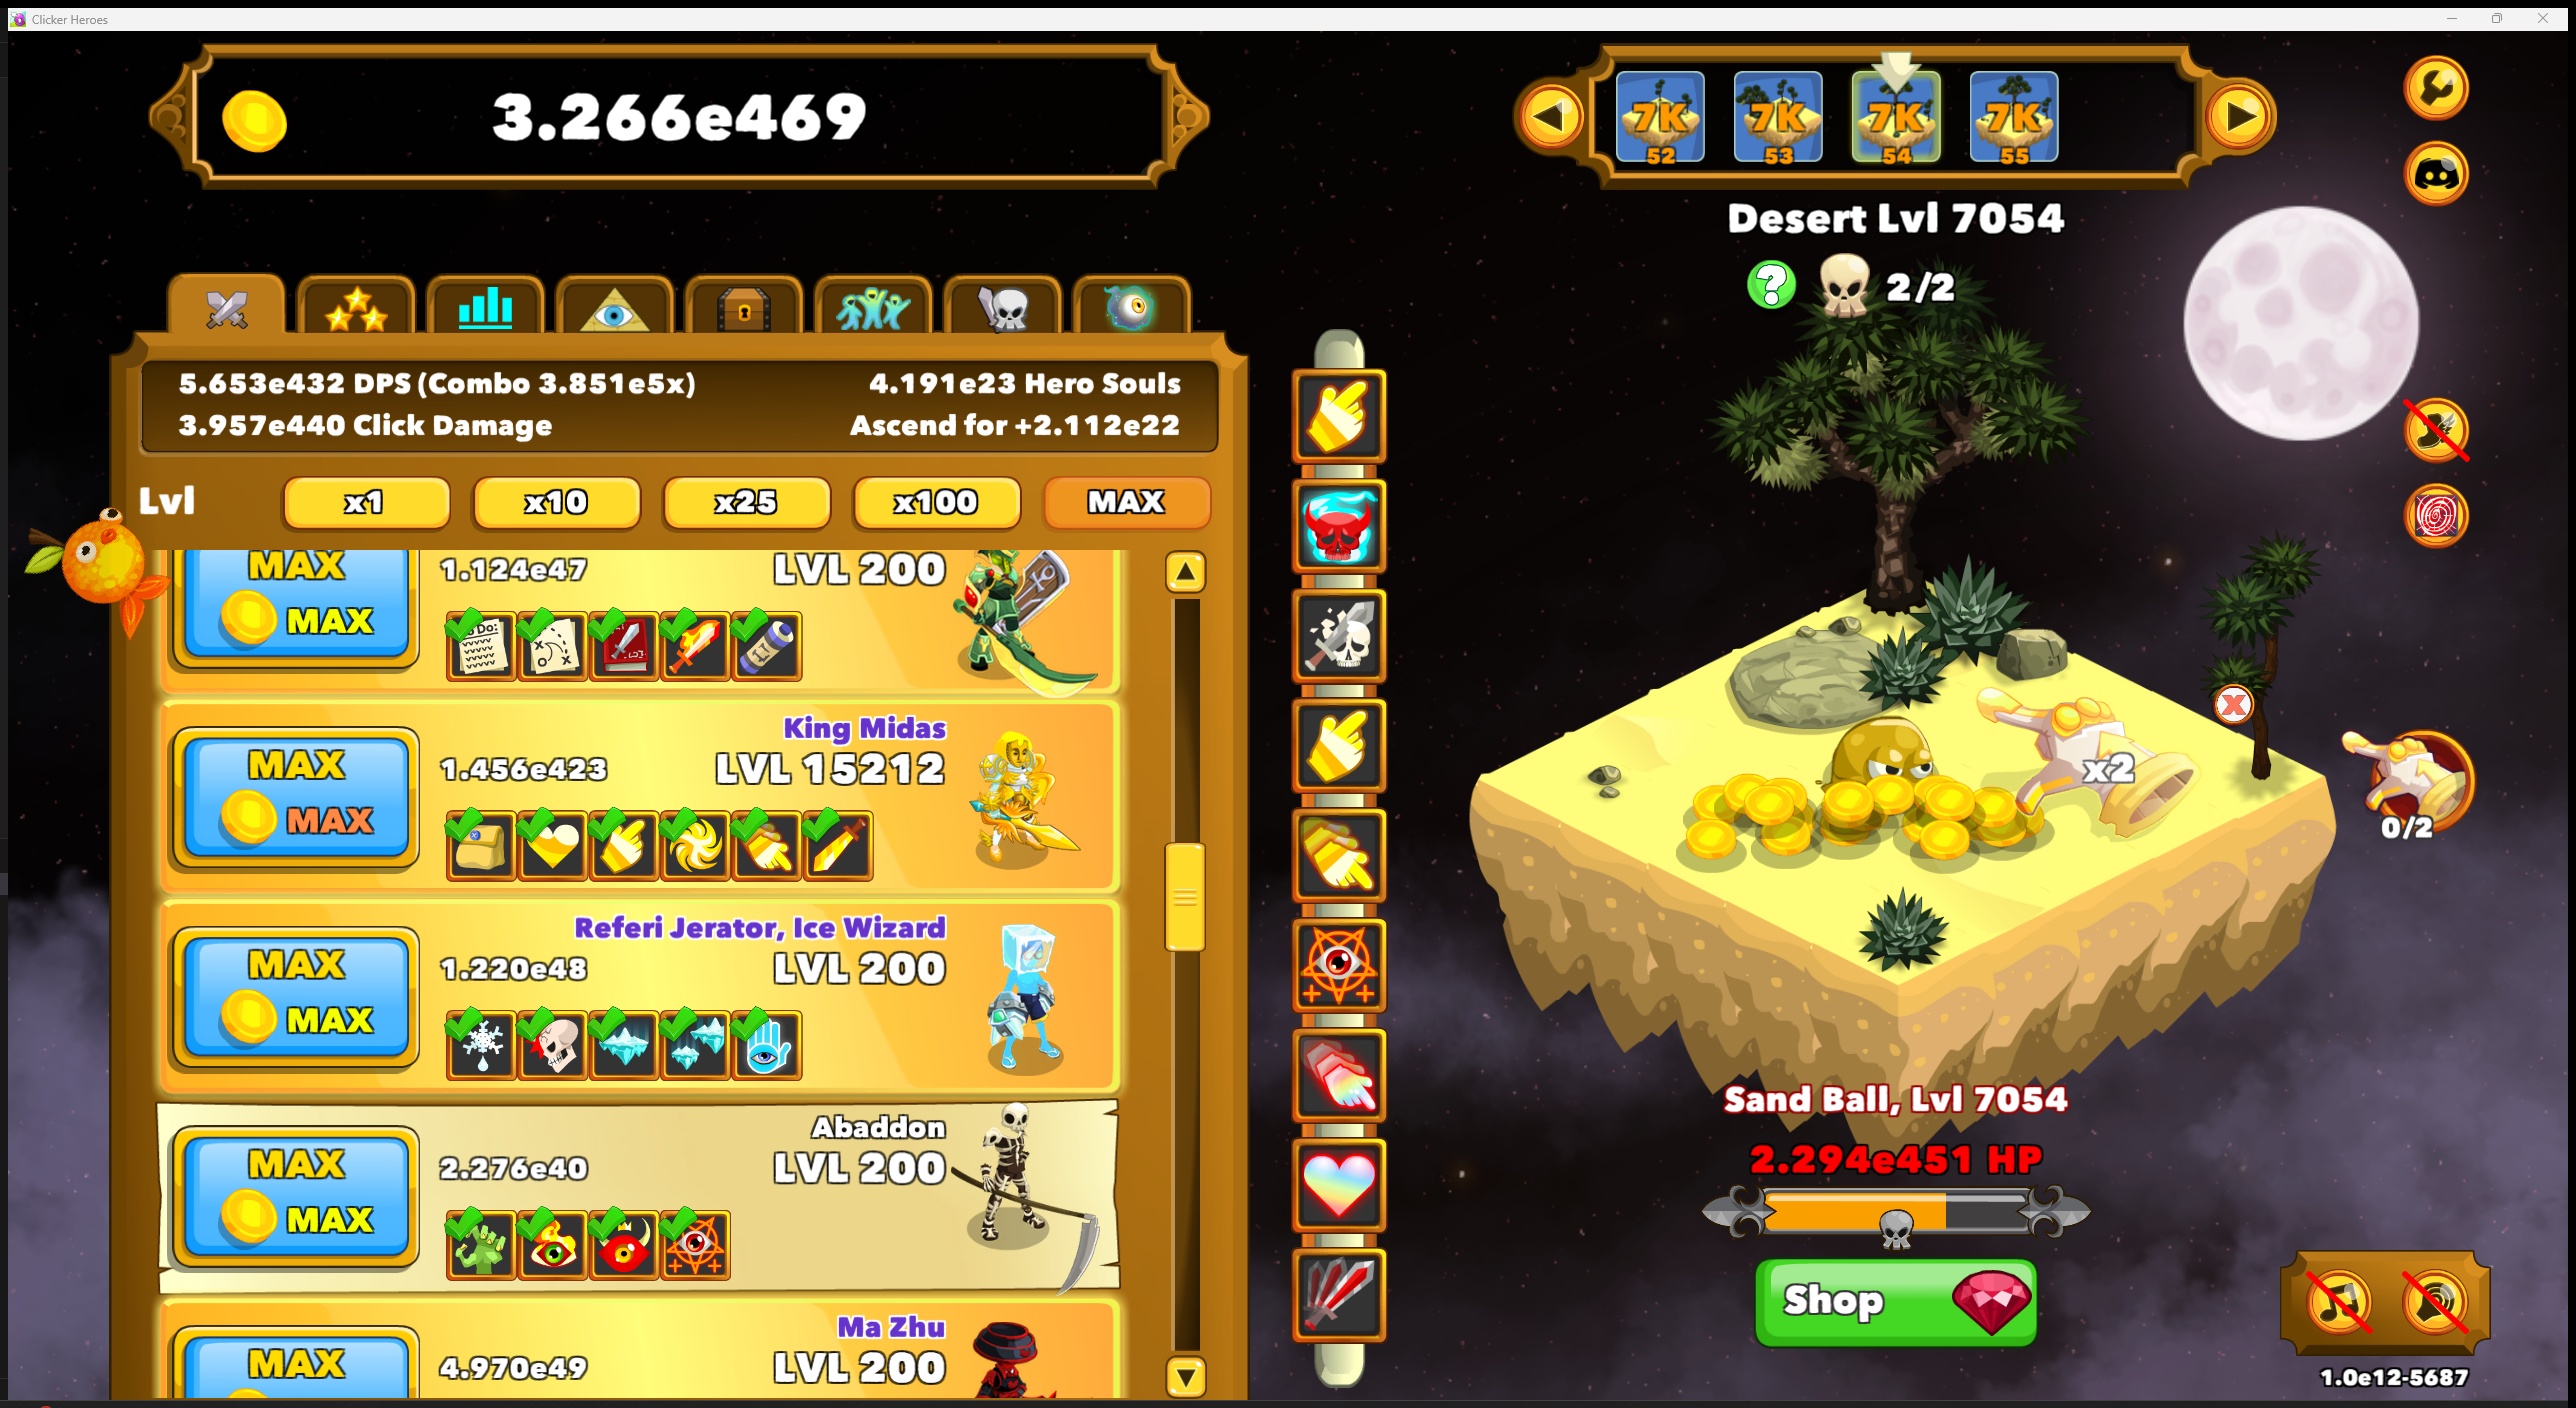 Clicker Heroes
3.266e469
7K
52
7K
53
7K
54
7K
55
Desert Lvl 7054
2/2
5.653e432 DPS (Combo 3.851e5x)
4.191e23 Hero Souls
3.957e440 Click Damage
Ascend for +2.112e22
Lvl
x1
x10
x25
x100
MAX
MAX
1.124e47
LVL 200
MAX
Do:
King Midas
MAX
1.456e423
LVL 15212
MAX
Referi Jerator, Ice Wizard
MAX
1.220e48
LVL 200
MAX
Abaddon
MAX
2.276e40
LVL 200
MAX
Ma Zhu
MAX
4.970e49
LVL 200
x2
0/2
Sand Ball, Lvl 7054
2.294e451 HP
Shop
1.0e12-5687